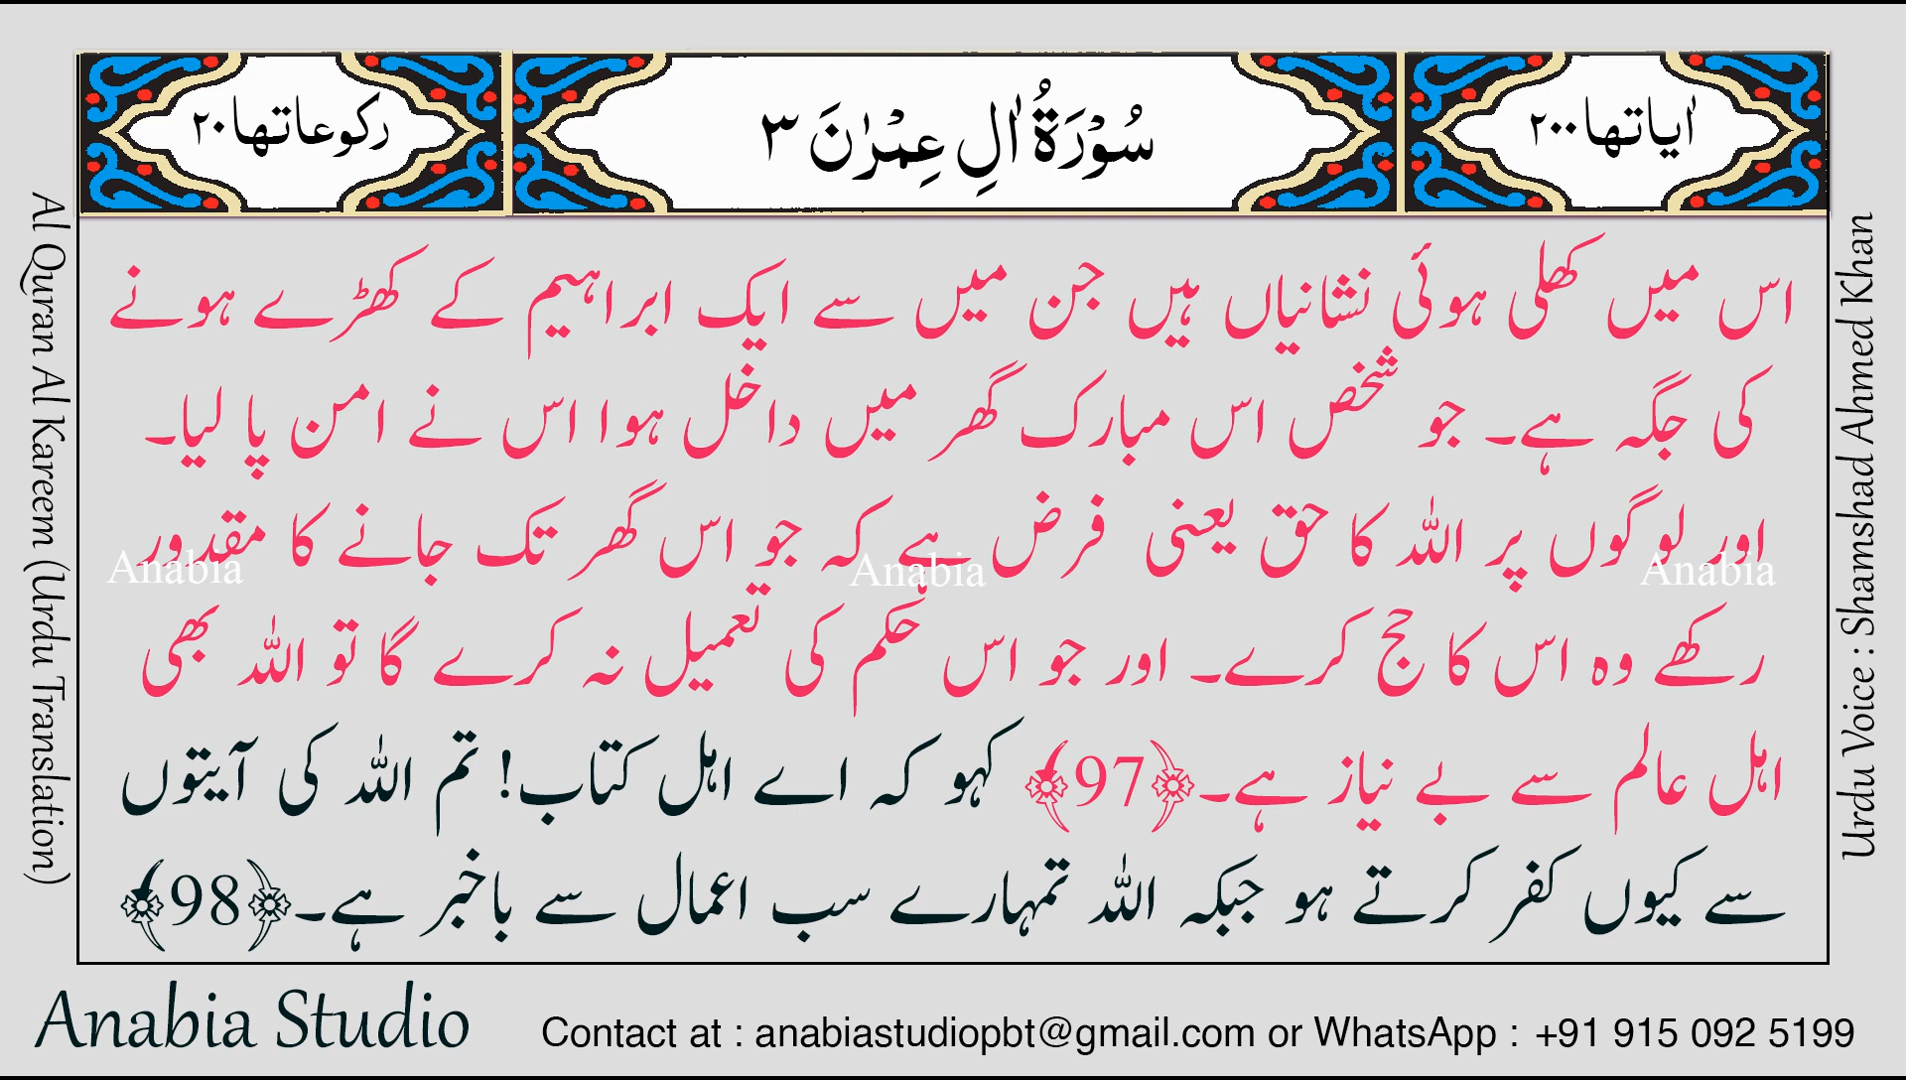 اٰیاتھا ۲۰۰
سُوۡرَۃُ اٰلِ عِمۡرٰنَ ۳
رکوعاتھا ۲۰
اس میں کھلی ہوئی نشانیاں ہیں جن میں سے ایک ابراہیم کے کھڑے ہونے
کی جگہ ہے۔ جو شخص اس مبارک گھر میں داخل ہوا اس نے امن پا لیا۔
اور لوگوں پر اللہ کا حق یعنی فرض ہے کہ جو اس گھر تک جانے کا مقدور
رکھے وہ اس کا حج کرے۔ اور جو اس حکم کی تعمیل نہ کرے گا تو اللہ بھی
اہل عالم سے بے نیاز ہے۔﴿97﴾ کہو کہ اے اہل کتاب! تم اللہ کی آیتوں
سے کیوں کفر کرتے ہو جبکہ اللہ تمہارے سب اعمال سے باخبر ہے۔﴿98﴾
Anabia Anabia Anabia
Al Quran Al Kareem (Urdu Translation)
Urdu Voice : Shamshad Ahmed Khan
Anabia Studio
Contact at : anabiastudiopbt@gmail.com or WhatsApp : +91 915 092 5199